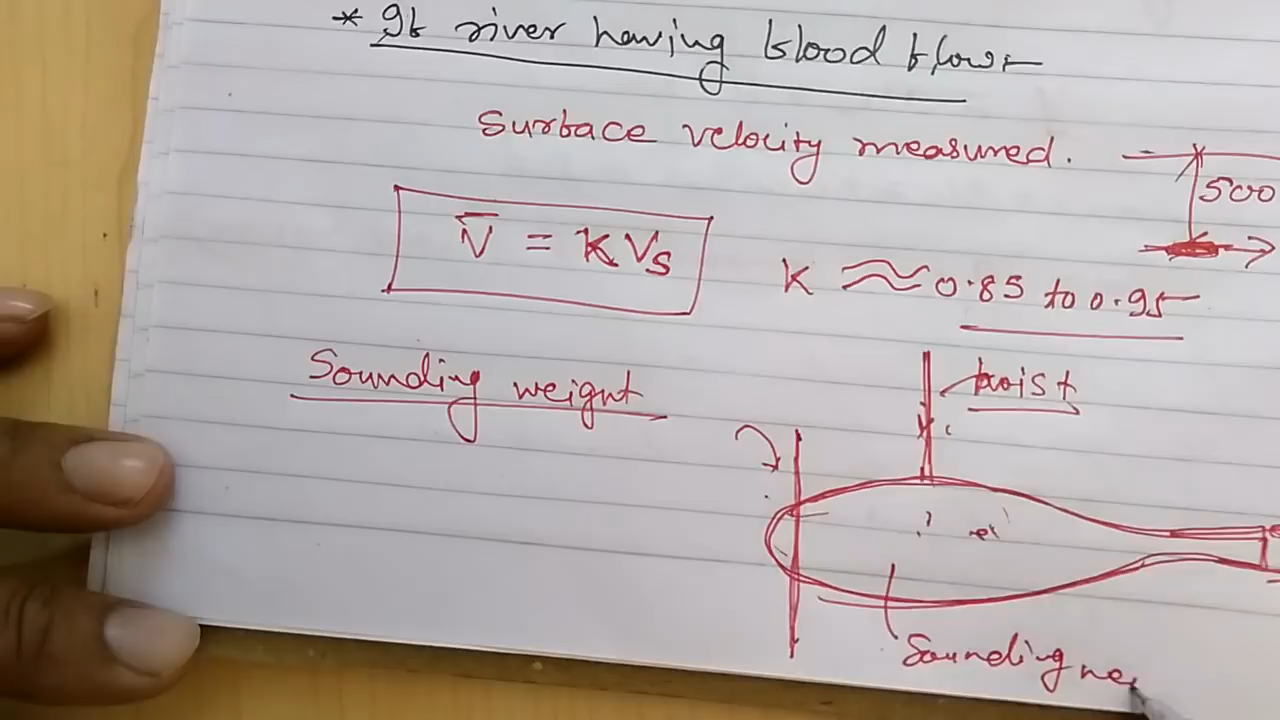 * If river having flood flow :-
Surface velocity measured.
500
V̅ = K Vs
K ≈ 0.85 to 0.95
Sounding weight
hoist
Sounding we